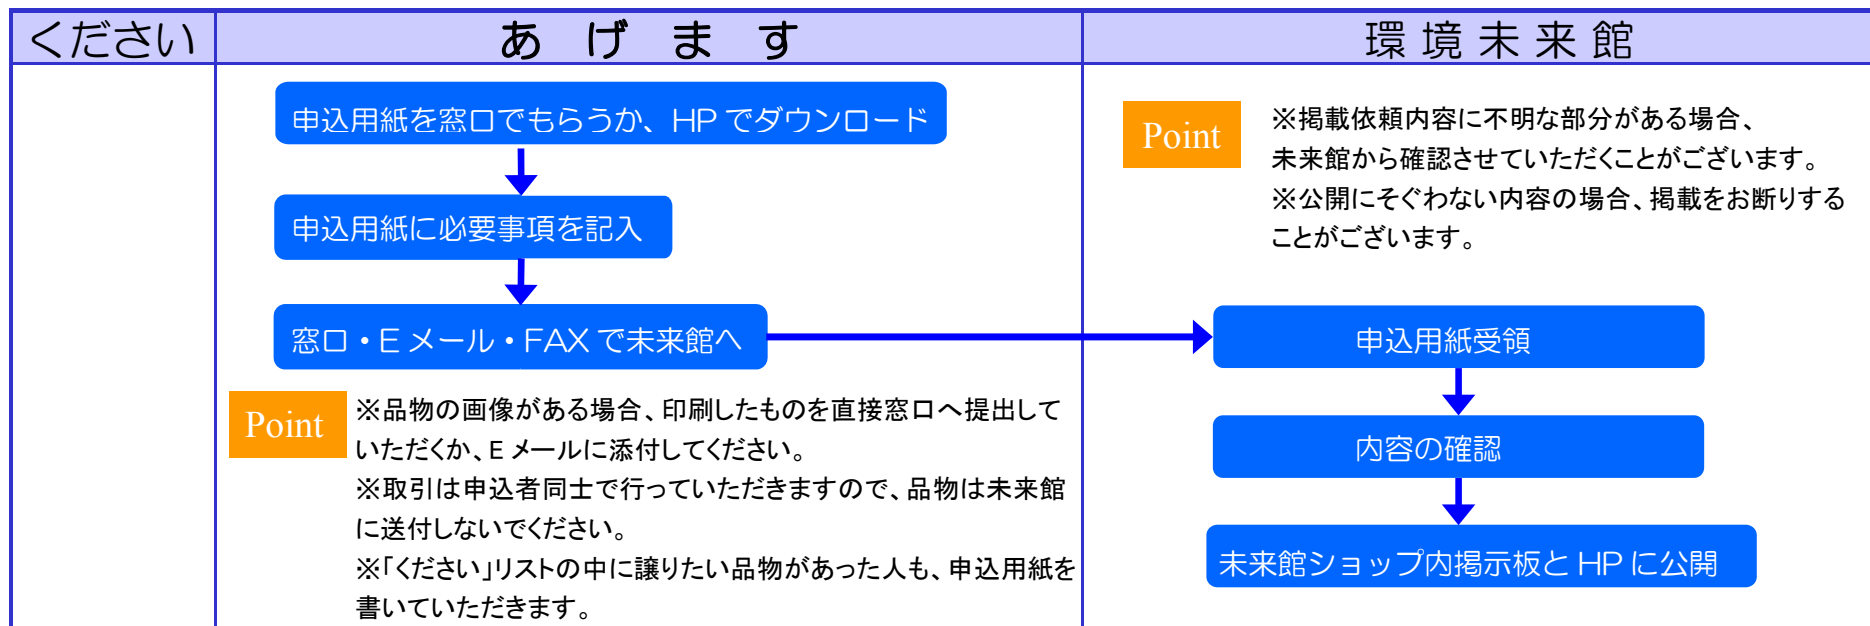 ください
あげます
環境未来館
申込用紙を窓口でもらうか、HPでダウンロード
申込用紙に必要事項を記入
窓口・Eメール・FAXで未来館へ
Point
※品物の画像がある場合、印刷したものを直接窓口へ提出して
いただくか、Eメールに添付してください。
※取引は申込者同士で行っていただきますので、品物は未来館
に送付しないでください。
※「ください」リストの中に譲りたい品物があった人も、申込用紙を
書いていただきます。
Point
※掲載依頼内容に不明な部分がある場合、
未来館から確認させていただくことがございます。
※公開にそぐわない内容の場合、掲載をお断りする
ことがございます。
申込用紙受領
内容の確認
未来館ショップ内掲示板とHPに公開